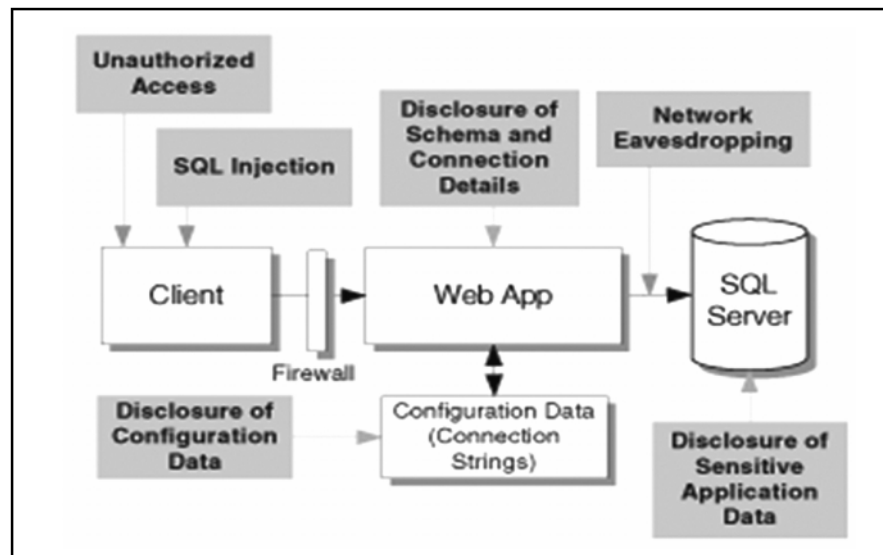 Unauthorized
Access
SQL Injection
Disclosure of
Schema and
Connection
Details
Network
Eavesdropping
Client
Firewall
Web App
SQL
Server
Disclosure of
Configuration
Data
Configuration Data
(Connection
Strings)
Disclosure of
Sensitive
Application
Data